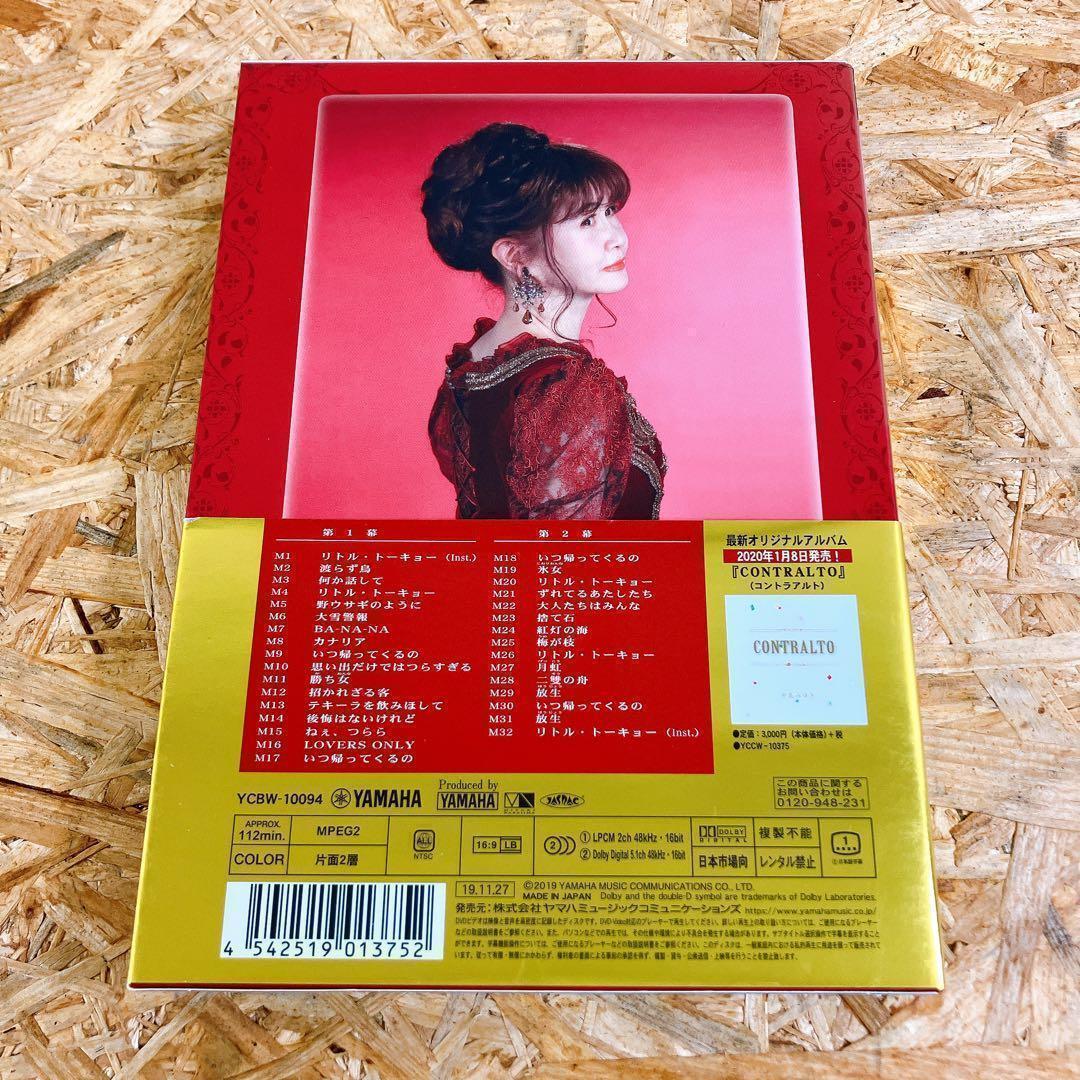 第1幕
M1 リトル・トーキョー (Inst.)
M2 渡らず鳥
M3 何か話して
M4 リトル・トーキョー
M5 野ウサギのように
M6 大雪警報
M7 BA-NA-NA
M8 カナリア
M9 いつ帰ってくるの
M10 思い出だけではつらすぎる
M11 勝ち女
M12 招かれざる客
M13 テキーラを飲みほして
M14 後悔はないけれど
M15 ねぇ、つらら
M16 LOVERS ONLY
M17 いつ帰ってくるの
第2幕
M18 いつ帰ってくるの
M19 氷女
M20 リトル・トーキョー
M21 ずれてるあたしたち
M22 大人たちはみんな
M23 捨て石
M24 紅灯の海
M25 梅が枝
M26 リトル・トーキョー
M27 月虹
M28 二雙の舟
M29 放生
M30 いつ帰ってくるの
M31 放生
M32 リトル・トーキョー (Inst.)
最新オリジナルアルバム
2020年1月8日発売!
『CONTRALTO』
(コントラアルト)
CONTRALTO
●定価:3,000円 (本体価格)+税
●YCCW-10375
YCBW-10094 YAMAHA Produced by YAMAHA JASRAC
この商品に関する
お問い合わせは
0120-948-231
APPROX. 112min. MPEG2 ALL NTSC 16:9 LB 2 ① LPCM 2ch 48kHz・16bit DOLBY DIGITAL 複製不能 1
COLOR 片面2層 ② Dolby Digital 5.1ch 48kHz・16bit 日本市場向 レンタル禁止 ①日本語字幕
19.11.27 ©2019 YAMAHA MUSIC COMMUNICATIONS CO., LTD.
MADE IN JAPAN Dolby and the double-D symbol are trademarks of Dolby Laboratories.
発売元:株式会社ヤマハミュージックコミュニケーションズ https://www.yamahamusic.co.jp/
4 542519 013752